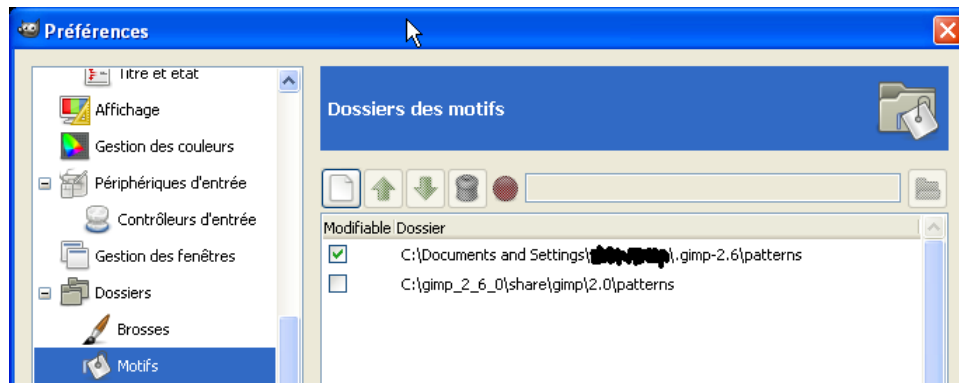 Préférences
Titre et etat
Affichage
Gestion des couleurs
Périphériques d'entrée
Contrôleurs d'entrée
Gestion des fenêtres
Dossiers
Brosses
Motifs
Dossiers des motifs
Modifiable Dossier
C:\Documents and Settings\ \.gimp-2.6\patterns
C:\gimp_2_6_0\share\gimp\2.0\patterns